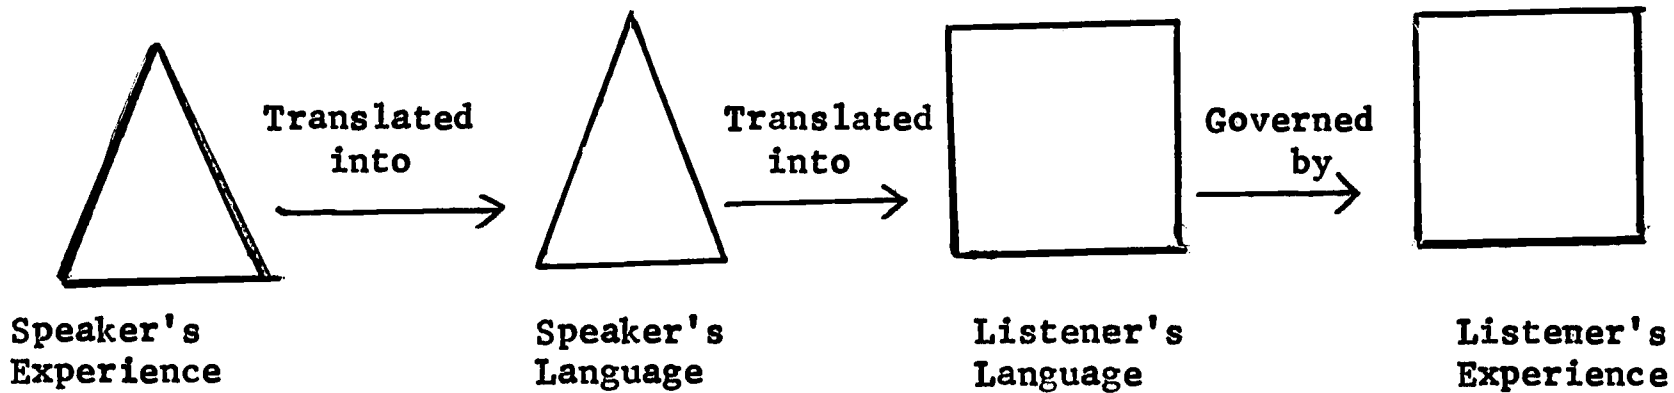 Translated
into
Translated
into
Governed
by
Speaker's
Experience
Speaker's
Language
Listener's
Language
Listener's
Experience